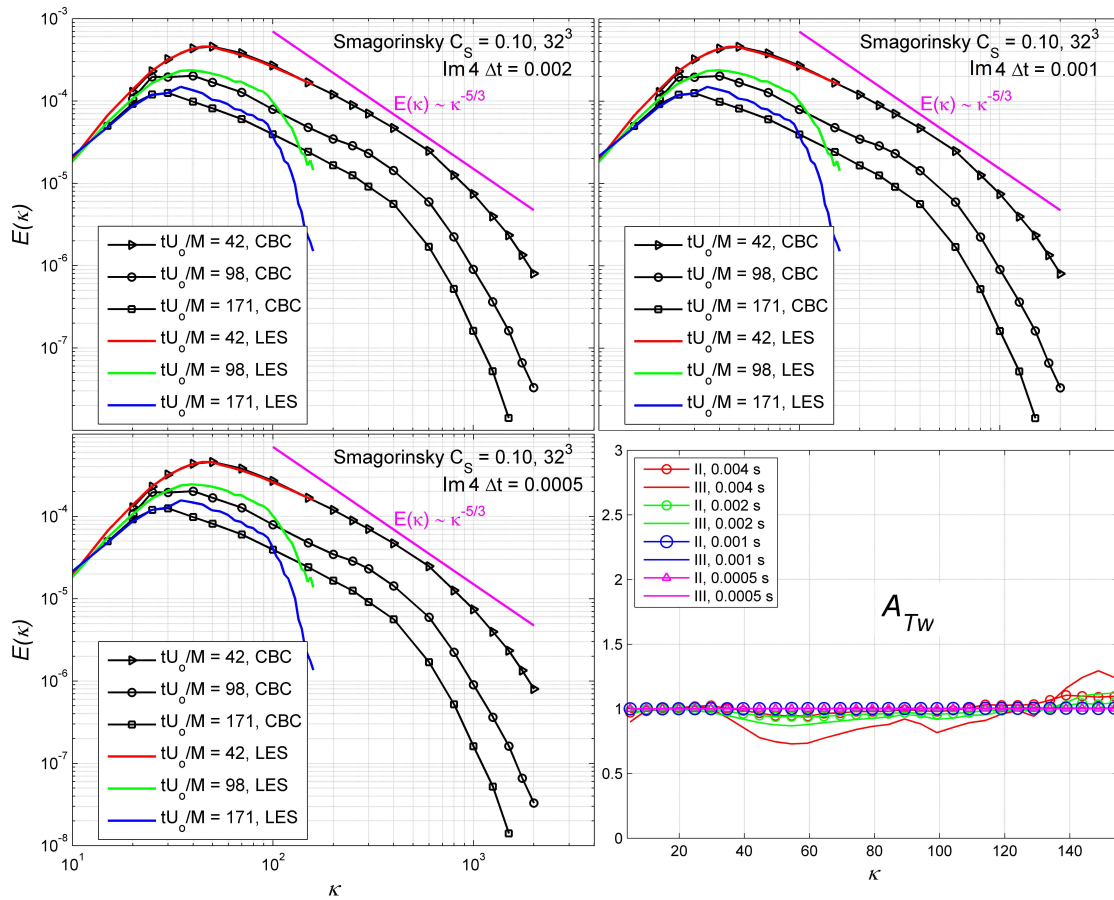 10^-3
10^-4
10^-5
10^-6
10^-7
E(κ)
Smagorinsky C_S = 0.10, 32^3
Im 4 Δt = 0.002
E(κ) ~ κ^-5/3
tU_o/M = 42, CBC
tU_o/M = 98, CBC
tU_o/M = 171, CBC
tU_o/M = 42, LES
tU_o/M = 98, LES
tU_o/M = 171, LES
Smagorinsky C_S = 0.10, 32^3
Im 4 Δt = 0.001
E(κ) ~ κ^-5/3
tU_o/M = 42, CBC
tU_o/M = 98, CBC
tU_o/M = 171, CBC
tU_o/M = 42, LES
tU_o/M = 98, LES
tU_o/M = 171, LES
10^-4
10^-5
10^-6
10^-7
10^-8
E(κ)
Smagorinsky C_S = 0.10, 32^3
Im 4 Δt = 0.0005
E(κ) ~ κ^-5/3
tU_o/M = 42, CBC
tU_o/M = 98, CBC
tU_o/M = 171, CBC
tU_o/M = 42, LES
tU_o/M = 98, LES
tU_o/M = 171, LES
10^1
10^2
10^3
κ
3
2.5
2
1.5
1
0.5
0
II, 0.004 s
III, 0.004 s
II, 0.002 s
III, 0.002 s
II, 0.001 s
III, 0.001 s
II, 0.0005 s
III, 0.0005 s
A_Tw
20 40 60 80 100 120 140
κ